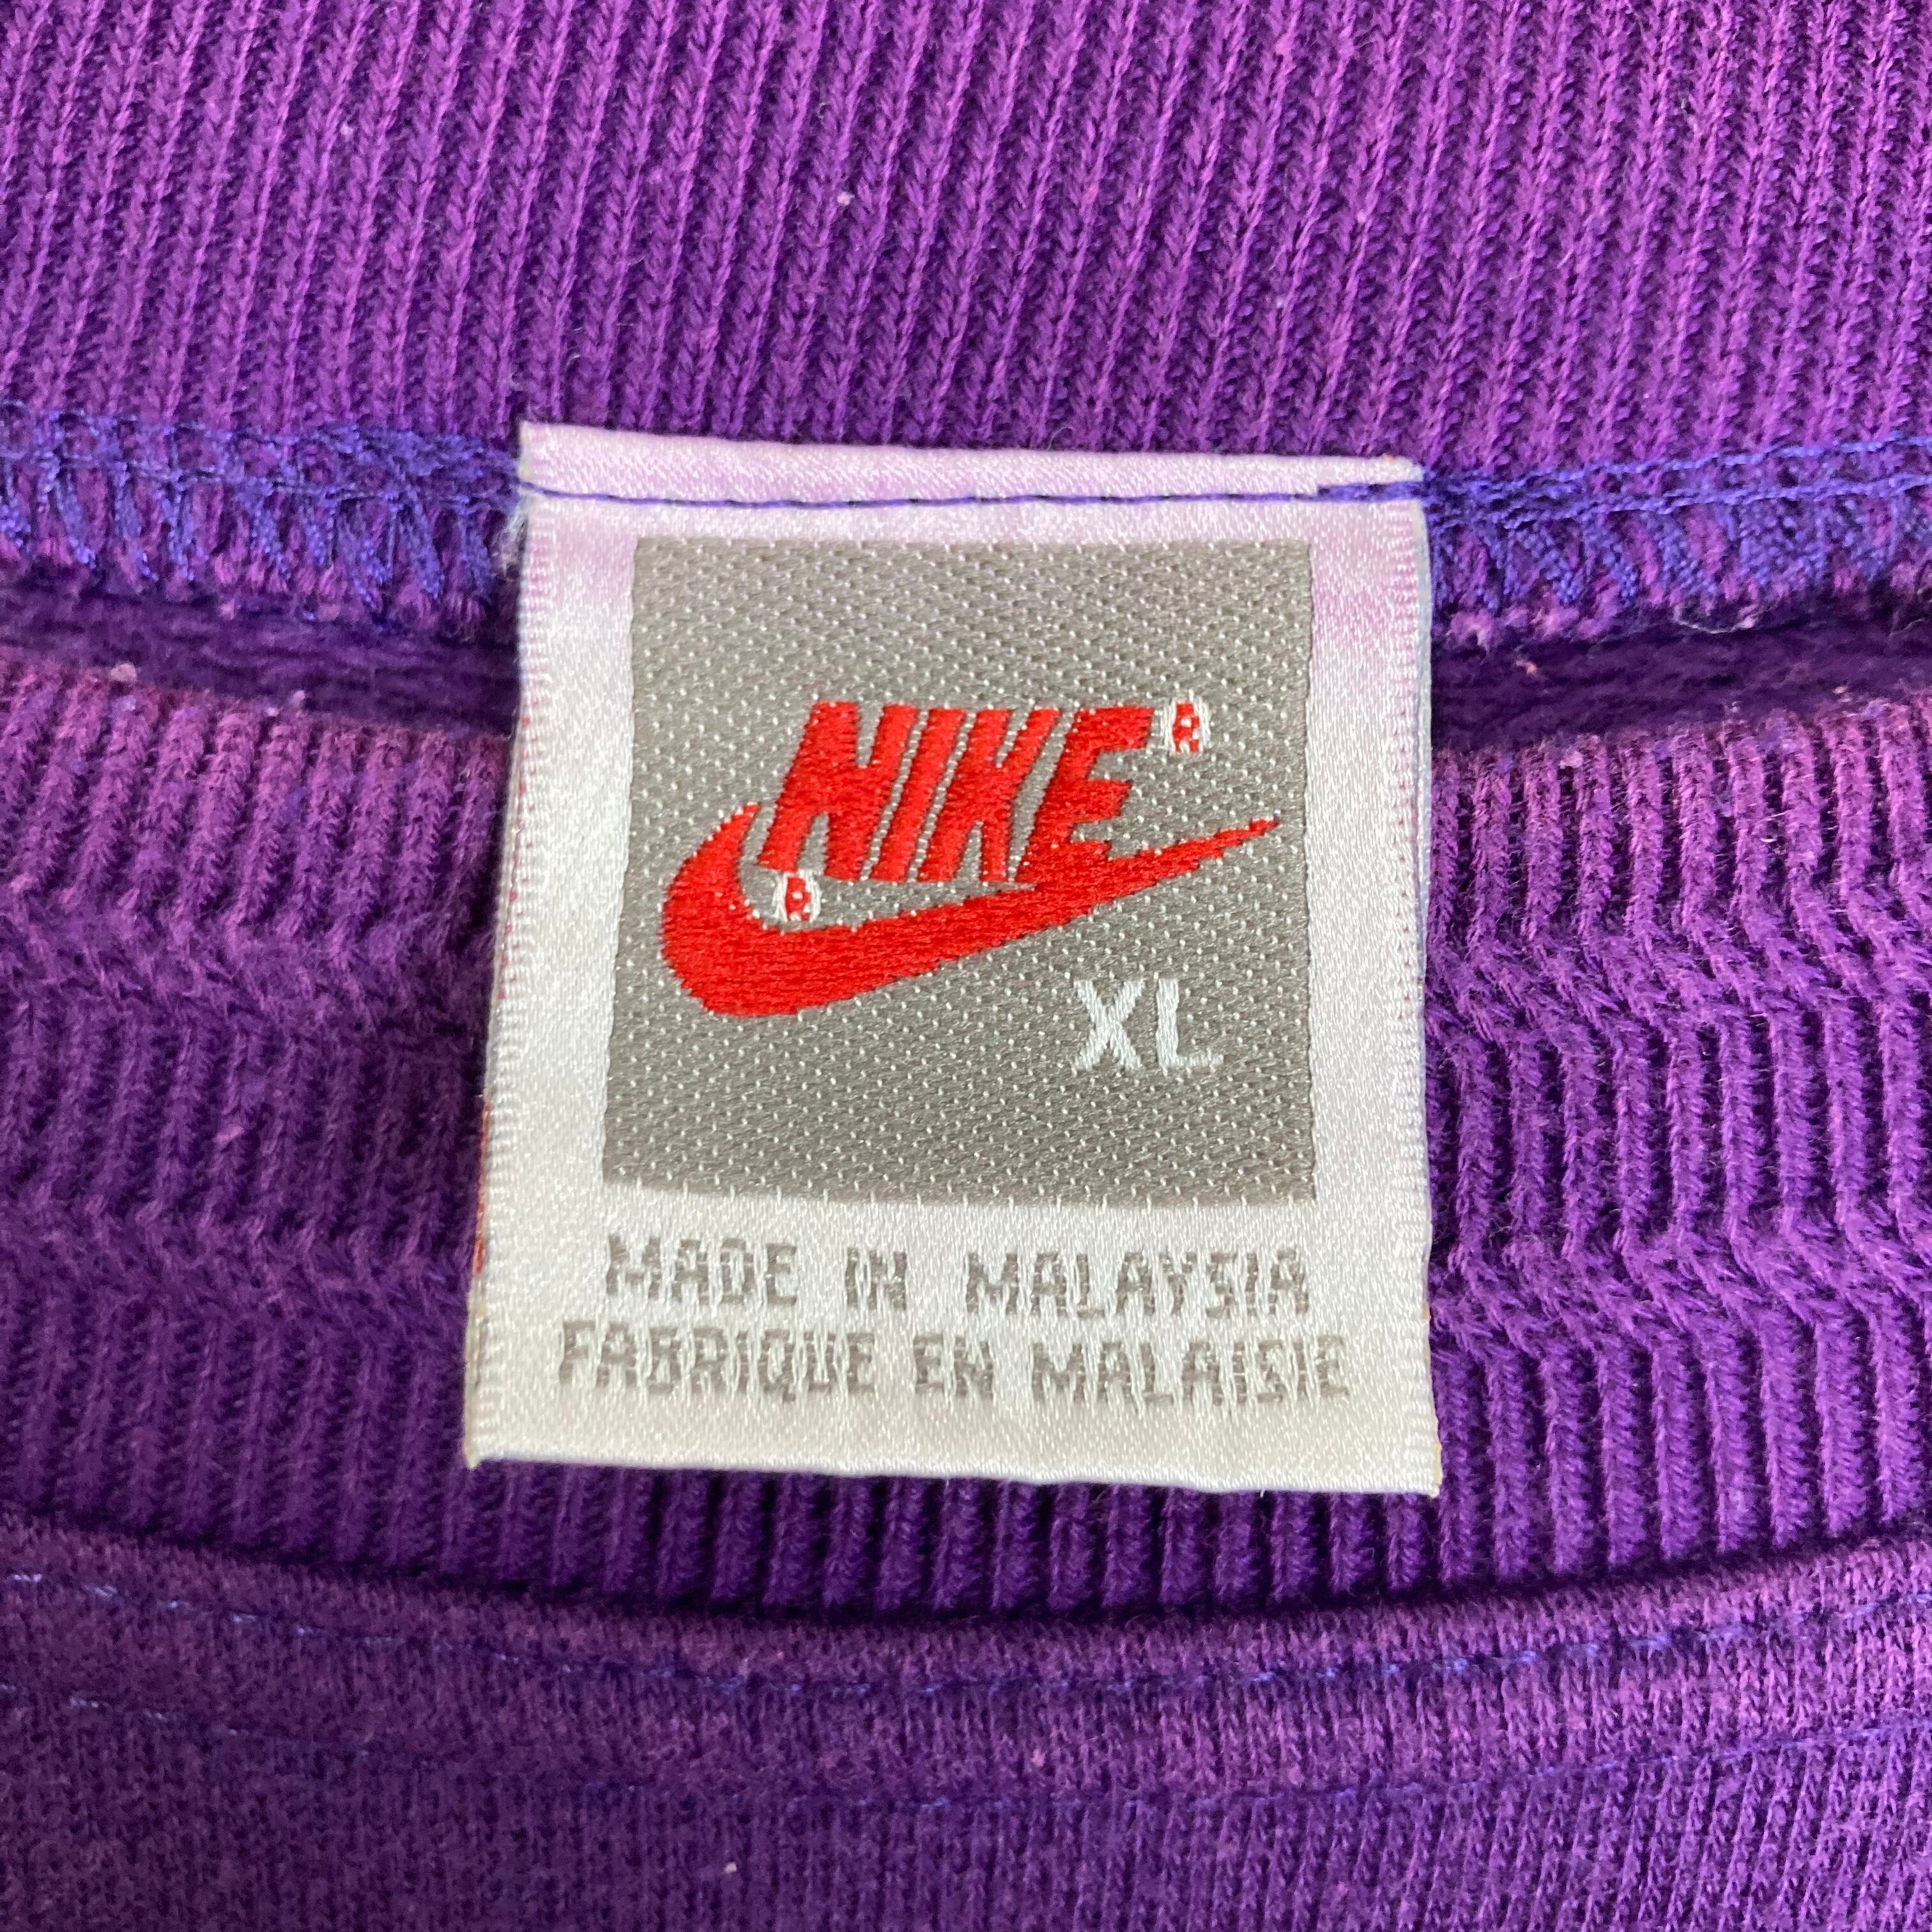 NIKE®
®
XL
MADE IN MALAYSIA
FABRIQUE EN MALAISIE